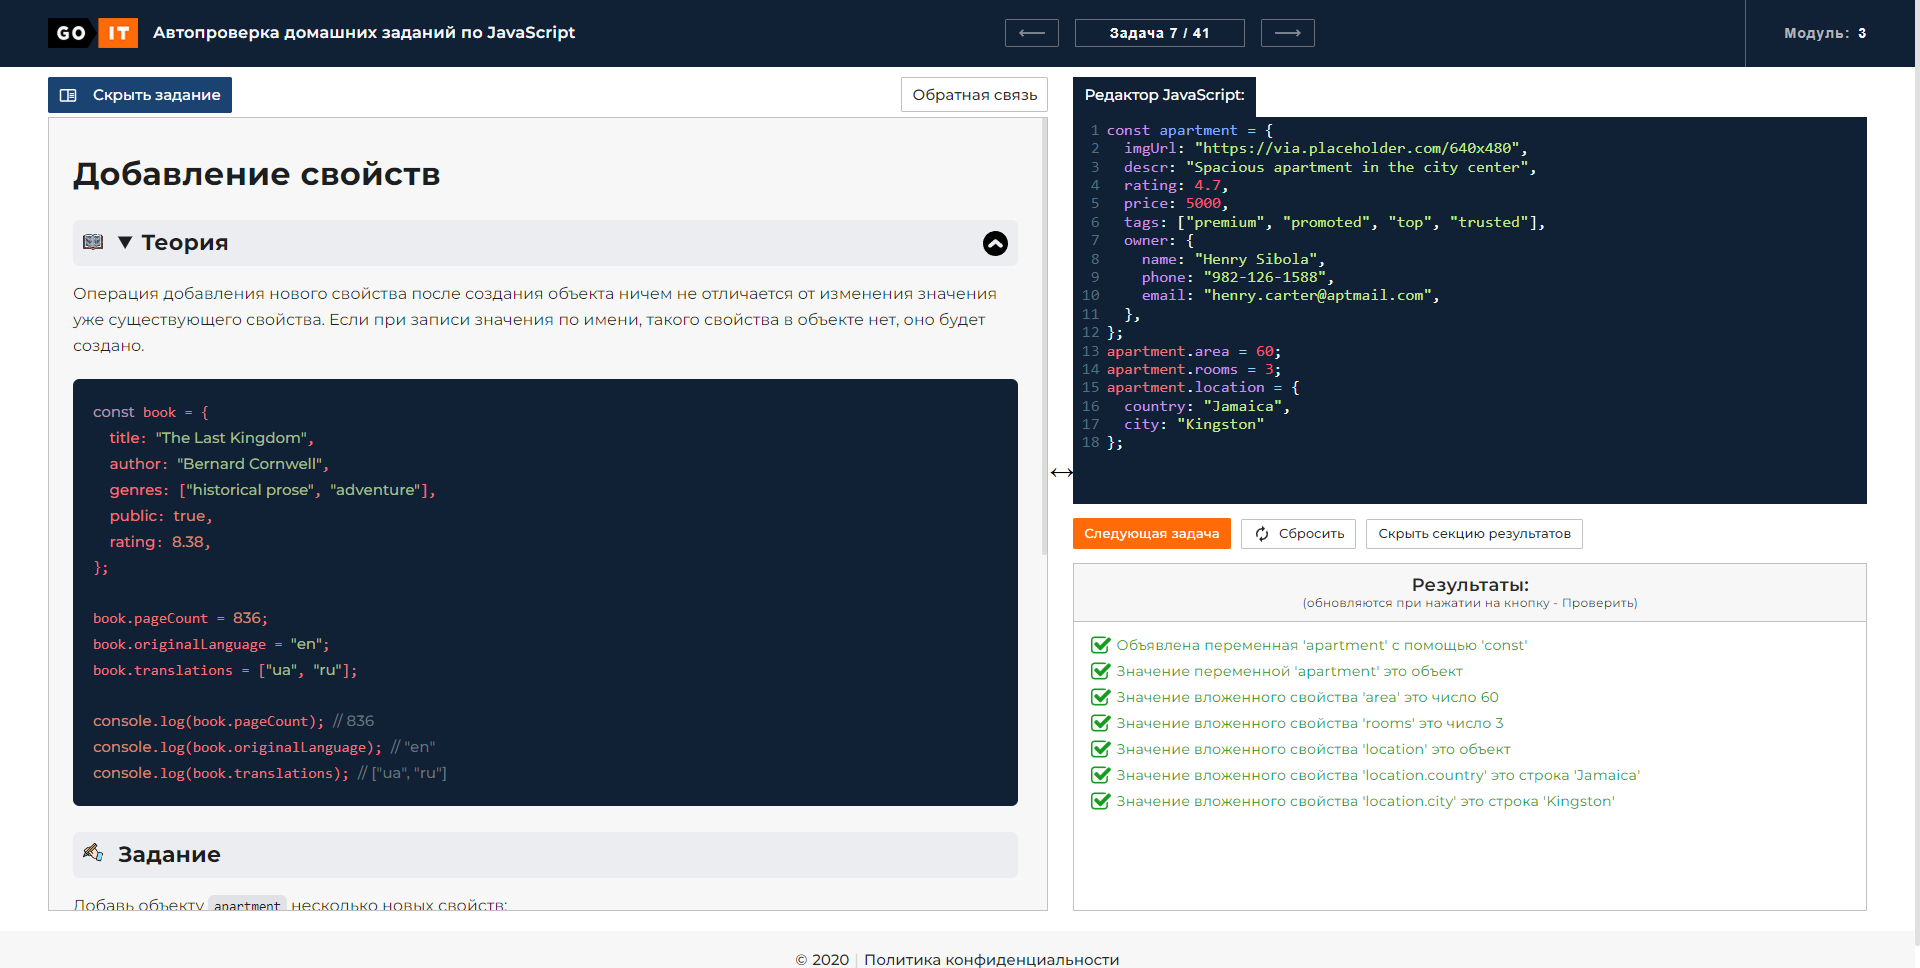 GO IT Автопроверка домашних заданий по JavaScript
Задача 7 / 41
Модуль: 3
Скрыть задание
Обратная связь
Добавление свойств
Теория
Операция добавления нового свойства после создания объекта ничем не отличается от изменения значения
уже существующего свойства. Если при записи значения по имени, такого свойства в объекте нет, оно будет
создано.
const book = {
title: "The Last Kingdom",
author: "Bernard Cornwell",
genres: ["historical prose", "adventure"],
public: true,
rating: 8.38,
};
book.pageCount = 836;
book.originalLanguage = "en";
book.translations = ["ua", "ru"];
console.log(book.pageCount); // 836
console.log(book.originalLanguage); // "en"
console.log(book.translations); // ["ua", "ru"]
Задание
Добавь объекту apartment несколько новых свойств:
Редактор JavaScript:
1 const apartment = {
2 imgUrl: "https://via.placeholder.com/640x480",
3 descr: "Spacious apartment in the city center",
4 rating: 4.7,
5 price: 5000,
6 tags: ["premium", "promoted", "top", "trusted"],
7 owner: {
8 name: "Henry Sibola",
9 phone: "982-126-1588",
10 email: "henry.carter@aptmail.com",
11 },
12 };
13 apartment.area = 60;
14 apartment.rooms = 3;
15 apartment.location = {
16 country: "Jamaica",
17 city: "Kingston"
18 };
Следующая задача
Сбросить
Скрыть секцию результатов
Результаты:
(обновляются при нажатии на кнопку - Проверить)
Объявлена переменная 'apartment' с помощью 'const'
Значение переменной 'apartment' это объект
Значение вложенного свойства 'area' это число 60
Значение вложенного свойства 'rooms' это число 3
Значение вложенного свойства 'location' это объект
Значение вложенного свойства 'location.country' это строка 'Jamaica'
Значение вложенного свойства 'location.city' это строка 'Kingston'
© 2020 | Политика конфиденциальности